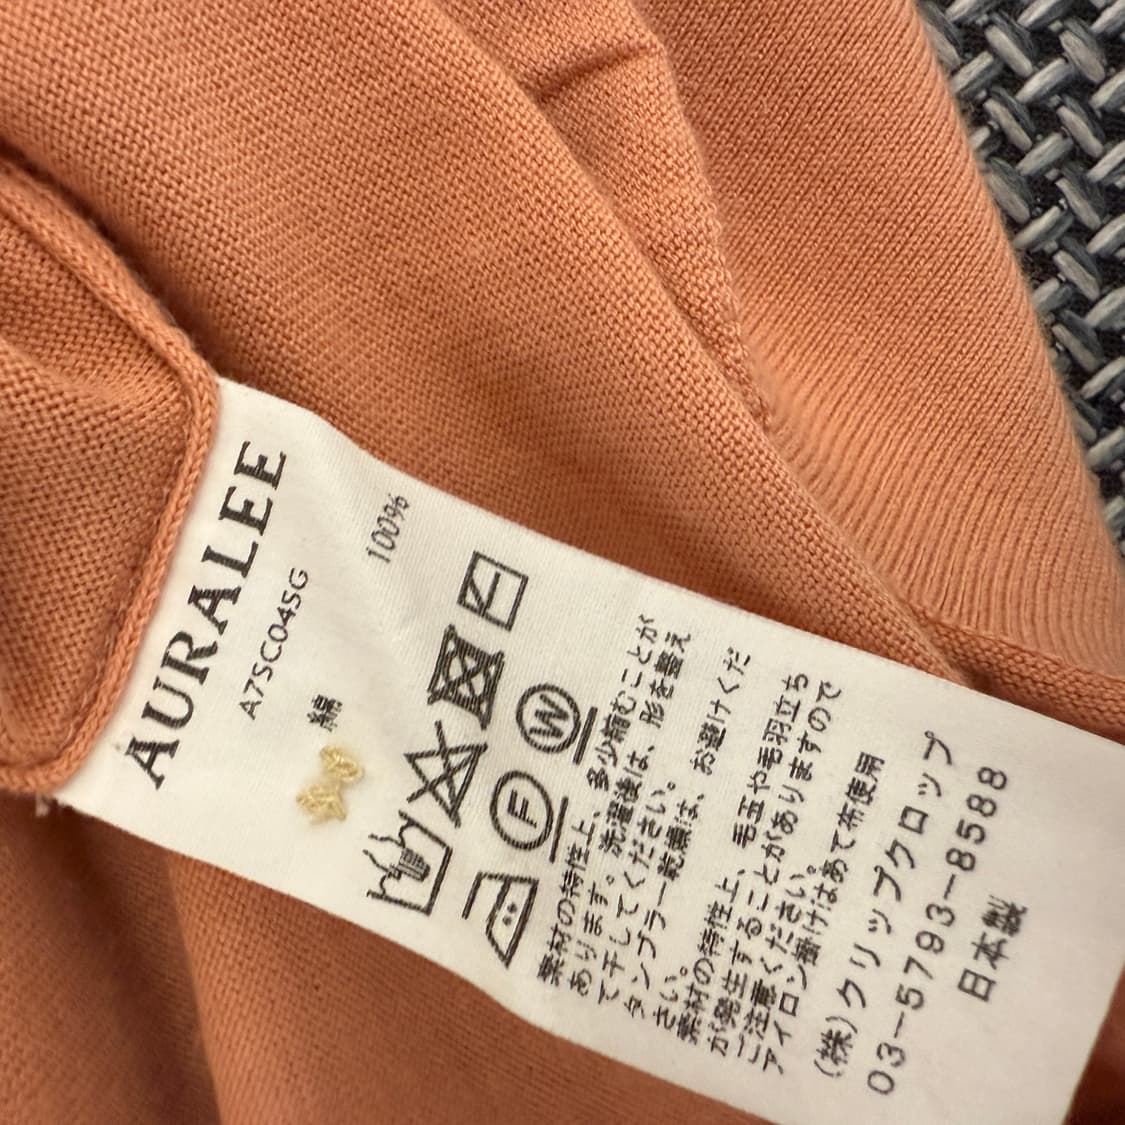 AURALEE
A7SC04SG
綿 100%
F W
素材の特性上、多少縮むことが
あります。洗濯後は、形を整え
て干してください。
タンブラー乾燥は、お避けくだ
さい。
素材の特性上、毛玉や毛羽立ち
が発生することがありますので
ご注意ください。
アイロン掛けはあて布使用
(株)クリップクロップ
03-5793-8588
日本製